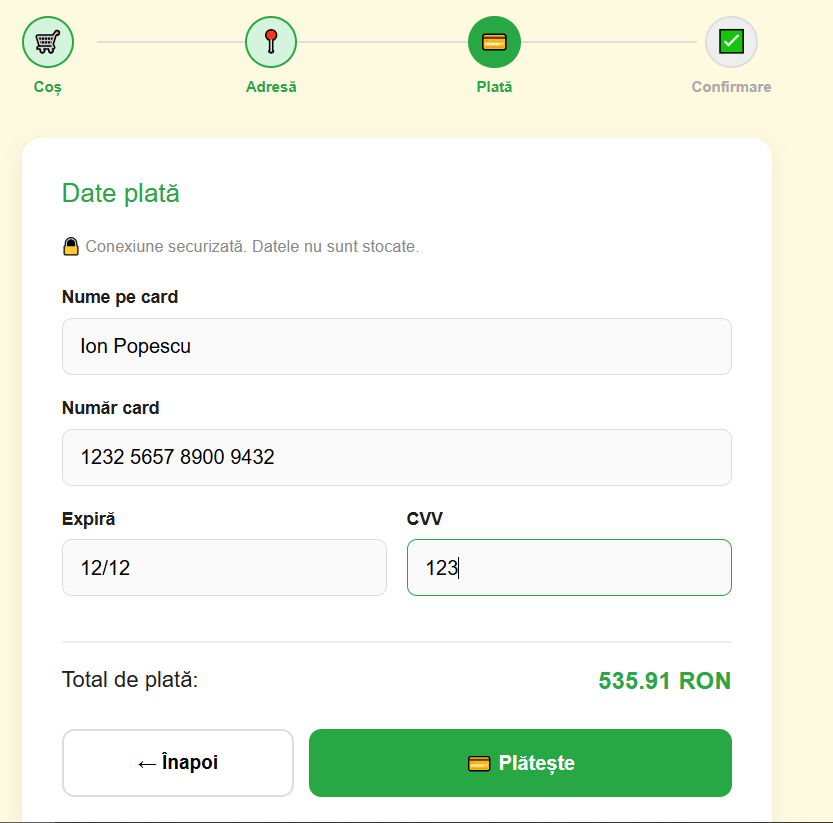 Coș Adresă Plată Confirmare
Date plată
Conexiune securizată. Datele nu sunt stocate.
Nume pe card
Ion Popescu
Număr card
1232 5657 8900 9432
Expiră CVV
12/12 123
Total de plată: 535.91 RON
← Înapoi Plătește